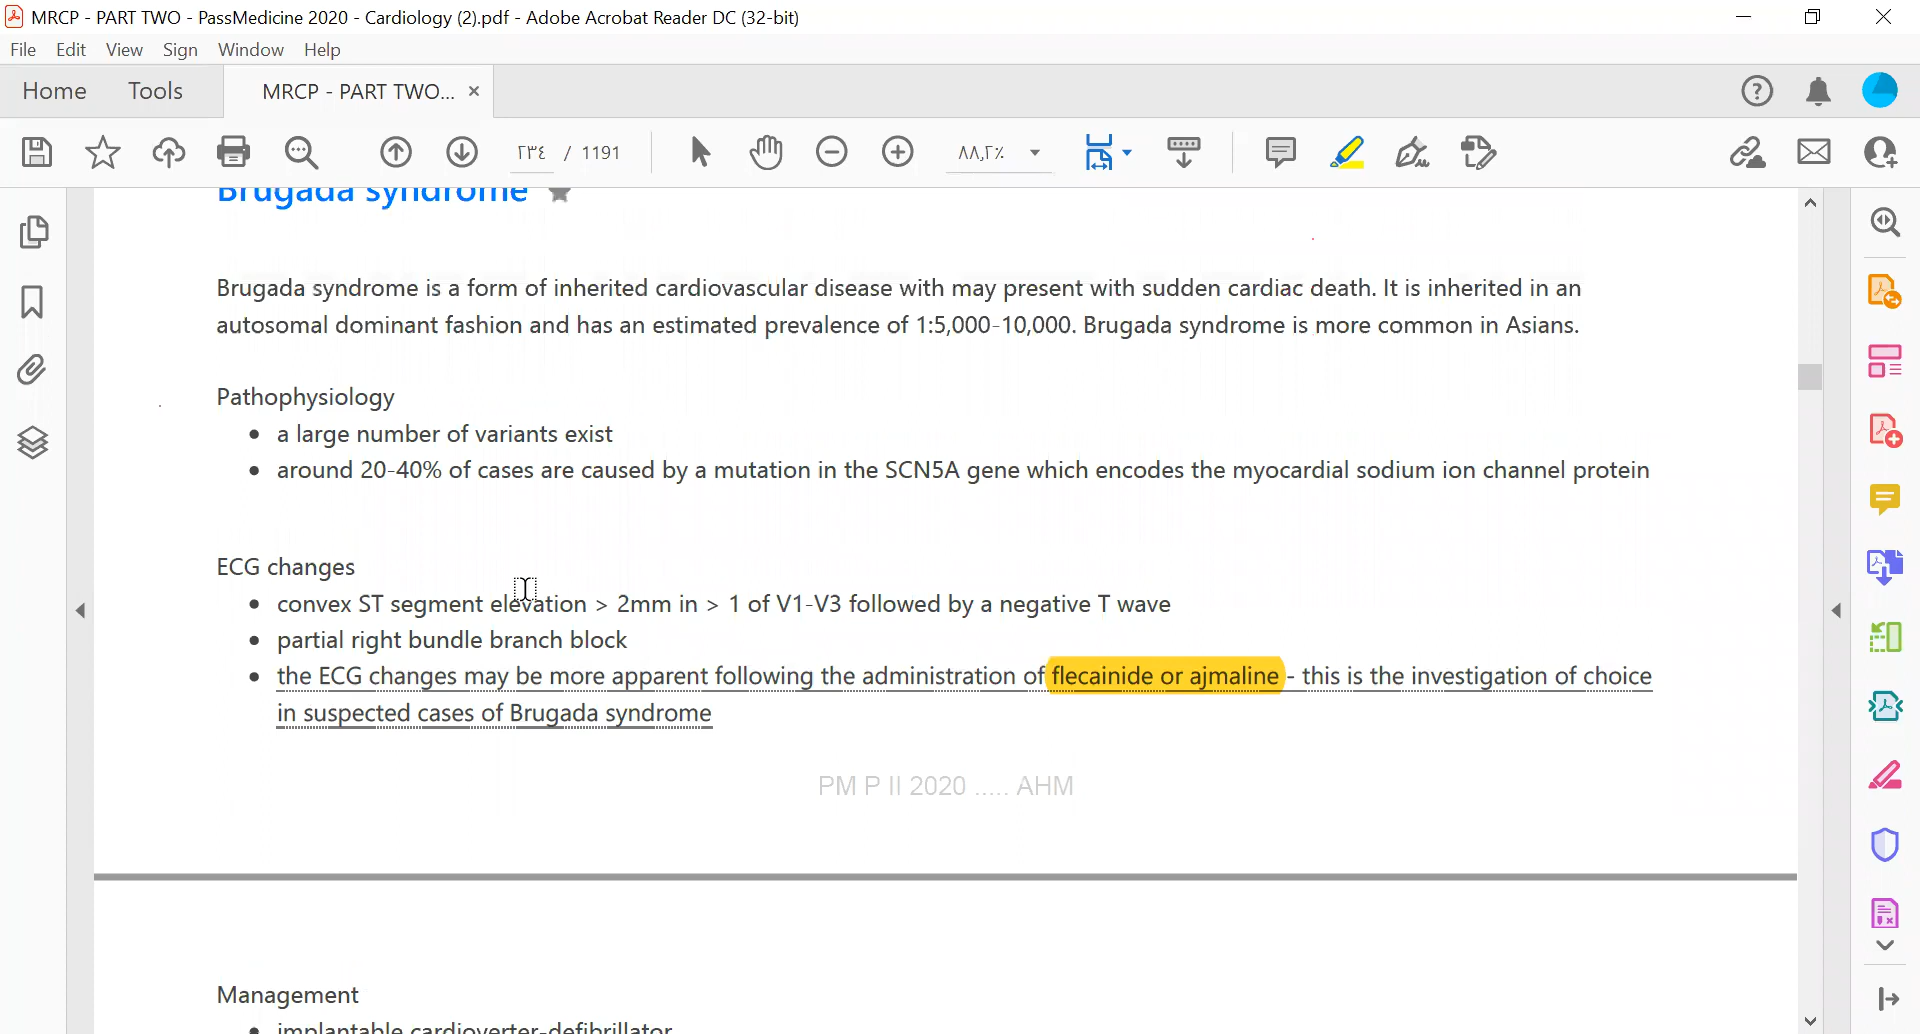 MRCP - PART TWO - PassMedicine 2020 - Cardiology (2).pdf - Adobe Acrobat Reader DC (32-bit)
File Edit View Sign Window Help
Home Tools MRCP - PART TWO... ×
٢٣٤ / 1191 ٨٨,٢٪
Brugada syndrome
Brugada syndrome is a form of inherited cardiovascular disease with may present with sudden cardiac death. It is inherited in an
autosomal dominant fashion and has an estimated prevalence of 1:5,000-10,000. Brugada syndrome is more common in Asians.
Pathophysiology
• a large number of variants exist
• around 20-40% of cases are caused by a mutation in the SCN5A gene which encodes the myocardial sodium ion channel protein
ECG changes
• convex ST segment elevation > 2mm in > 1 of V1-V3 followed by a negative T wave
• partial right bundle branch block
• the ECG changes may be more apparent following the administration of flecainide or ajmaline - this is the investigation of choice
in suspected cases of Brugada syndrome
PM P II 2020 ..... AHM
Management
• implantable cardioverter-defibrillator